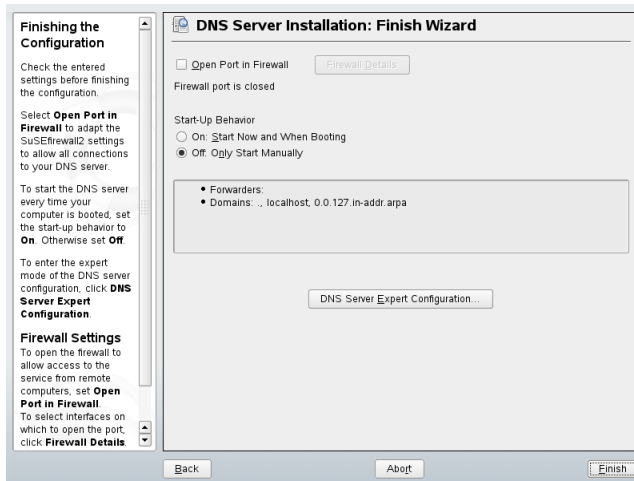 Finishing the
Configuration
Check the entered
settings before finishing
the configuration.
Select Open Port in
Firewall to adapt the
SuSEfirewall2 settings
to allow all connections
to your DNS server.
To start the DNS server
every time your
computer is booted, set
the start-up behavior to
On. Otherwise set Off.
To enter the expert
mode of the DNS server
configuration, click DNS
Server Expert
Configuration.
Firewall Settings
To open the firewall to
allow access to the
service from remote
computers, set Open
Port in Firewall.
To select interfaces on
which to open the port,
click Firewall Details.
DNS Server Installation: Finish Wizard
Open Port in Firewall
Firewall Details
Firewall port is closed
Start-Up Behavior
On: Start Now and When Booting
Off: Only Start Manually
• Forwarders:
• Domains: ., localhost, 0.0.127.in-addr.arpa
DNS Server Expert Configuration...
Back
Abort
Finish